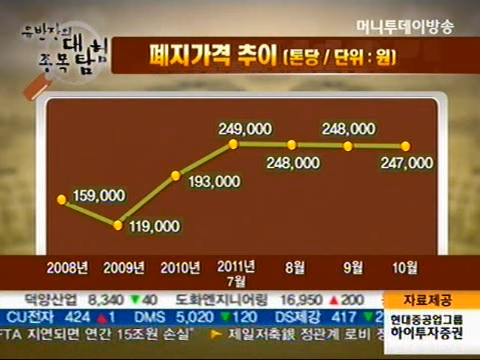 유반장의
종목
대탐험
머니투데이방송
폐지가격 추이 (톤당 / 단위 : 원)
249,000
248,000
248,000
247,000
193,000
159,000
119,000
2008년
2009년
2010년
2011년
7월
8월
9월
10월
덕양산업 8,340 ▼40 도화엔지니어링 16,950 ▲200
CU전자 424 ▲1 DMS 5,020 ▼120 DS제강 417 ▼2
FTA 지연되면 연간 15조원 손실" ▶ 제일저축銀 정관계 로비 정
자료제공
현대중공업그룹
하이투자증권